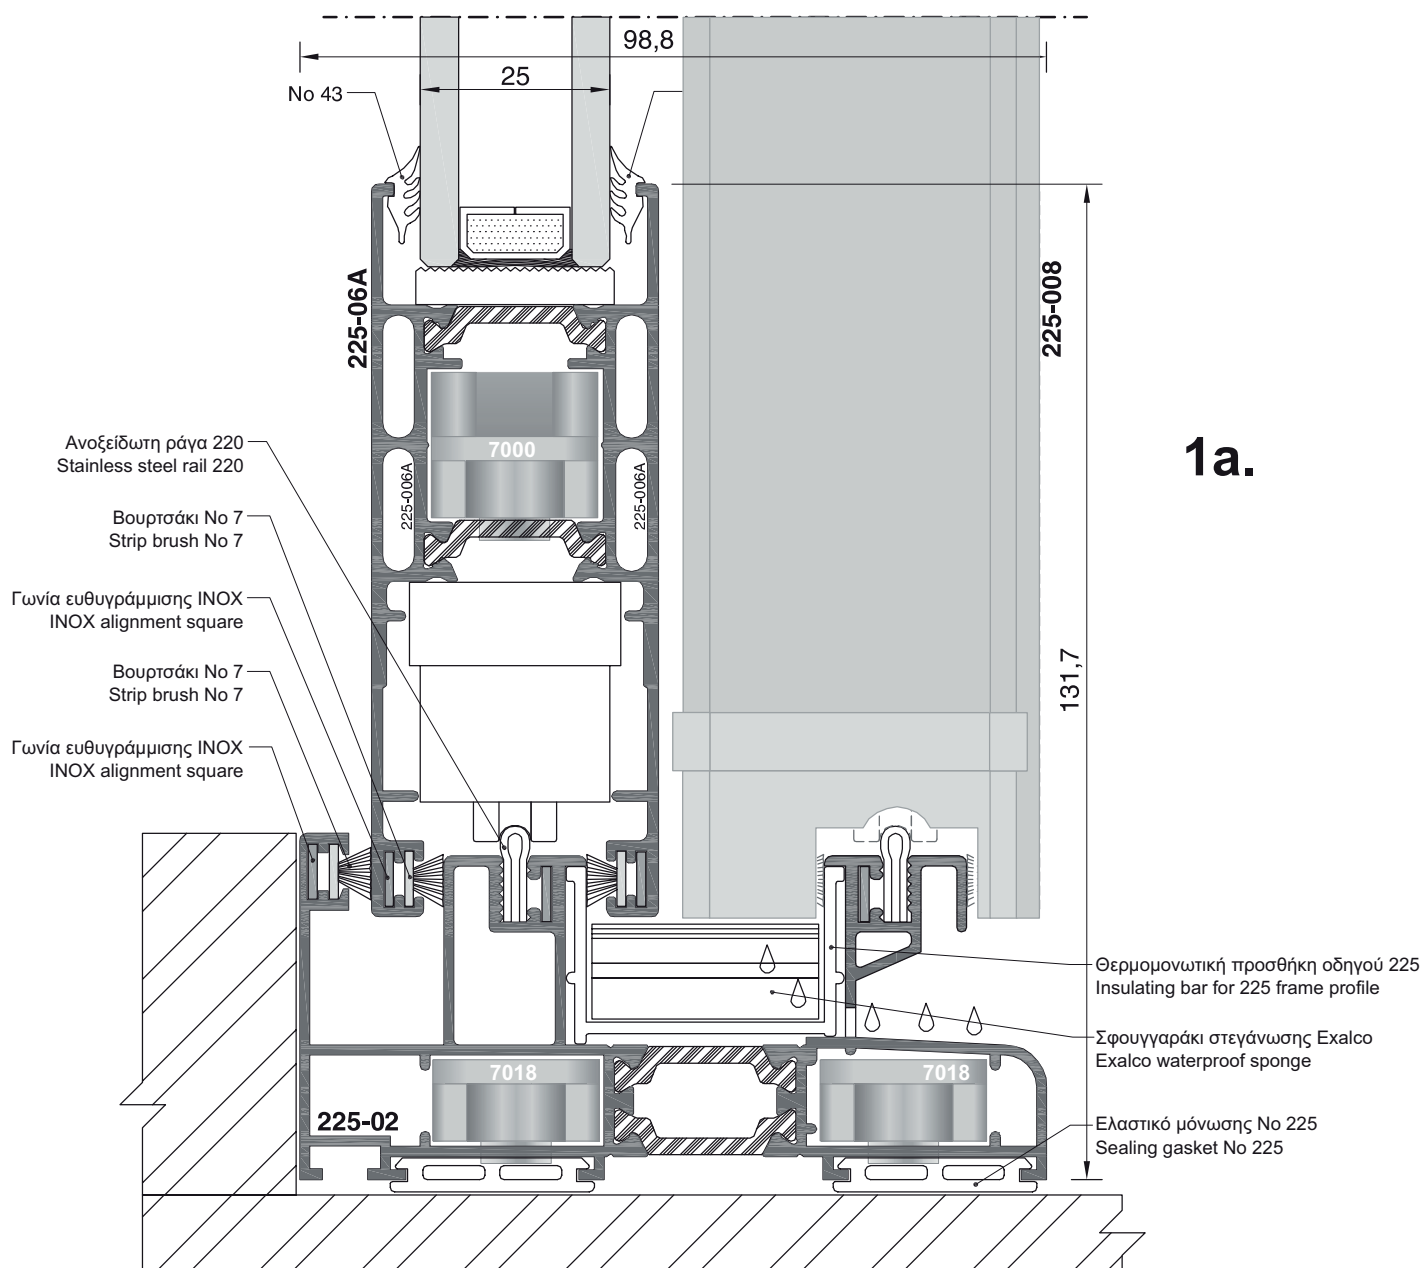 98,8
25
No 43
225-06A
225-008
7000
225-006A
225-006A
1a.
Ανοξείδωτη ράγα 220
Stainless steel rail 220
Βουρτσάκι No 7
Strip brush No 7
Γωνία ευθυγράμμισης INOX
INOX alignment square
Βουρτσάκι No 7
Strip brush No 7
Γωνία ευθυγράμμισης INOX
INOX alignment square
131,7
Θερμομονωτική προσθήκη οδηγού 225
Insulating bar for 225 frame profile
Σφουγγαράκι στεγάνωσης Exalco
Exalco waterproof sponge
7018
7018
225-02
Ελαστικό μόνωσης No 225
Sealing gasket No 225